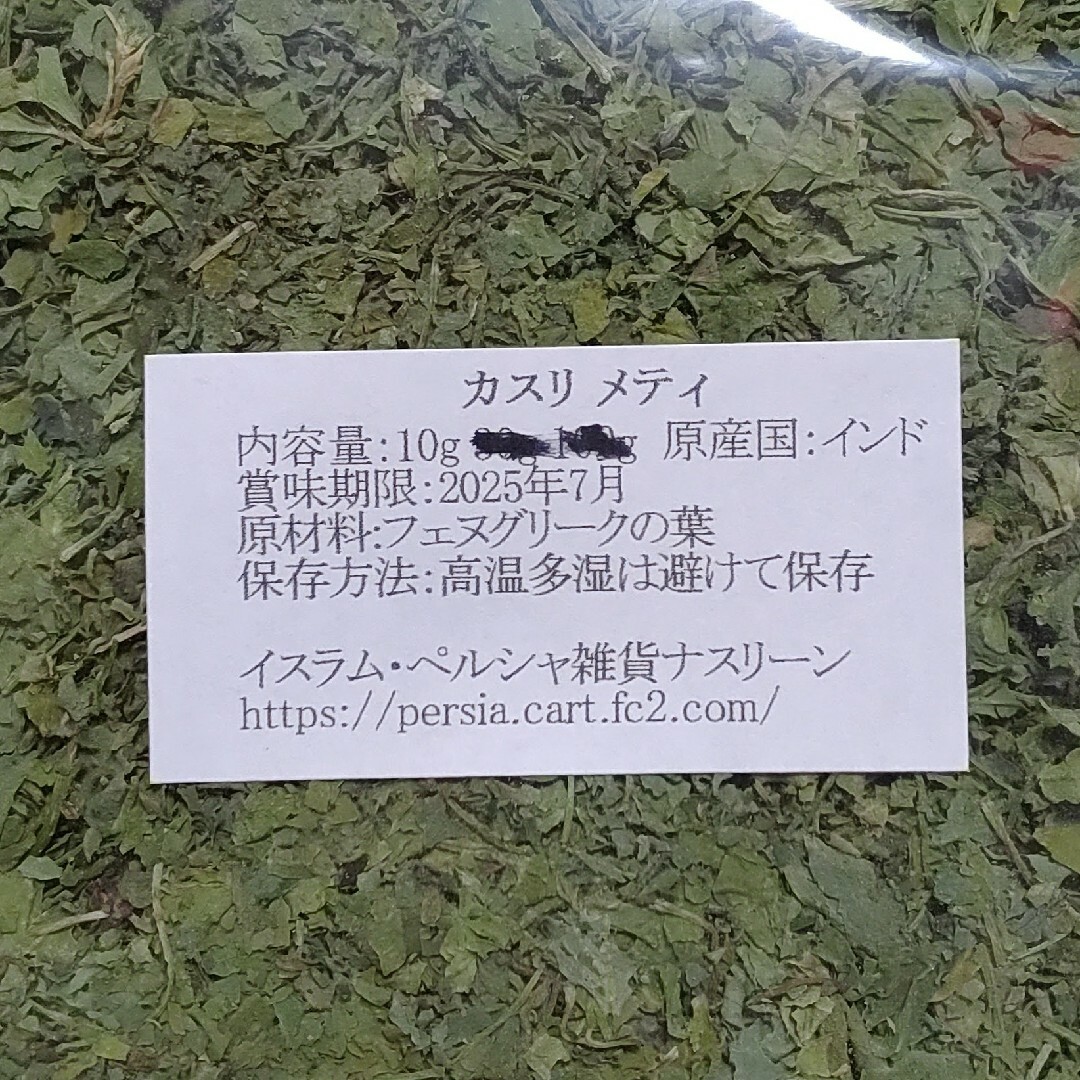 カスリ メティ
内容量:10g 原産国:インド
賞味期限:2025年7月
原材料:フェヌグリークの葉
保存方法:高温多湿は避けて保存
イスラム・ペルシャ雑貨ナスリーン
https://persia.cart.fc2.com/